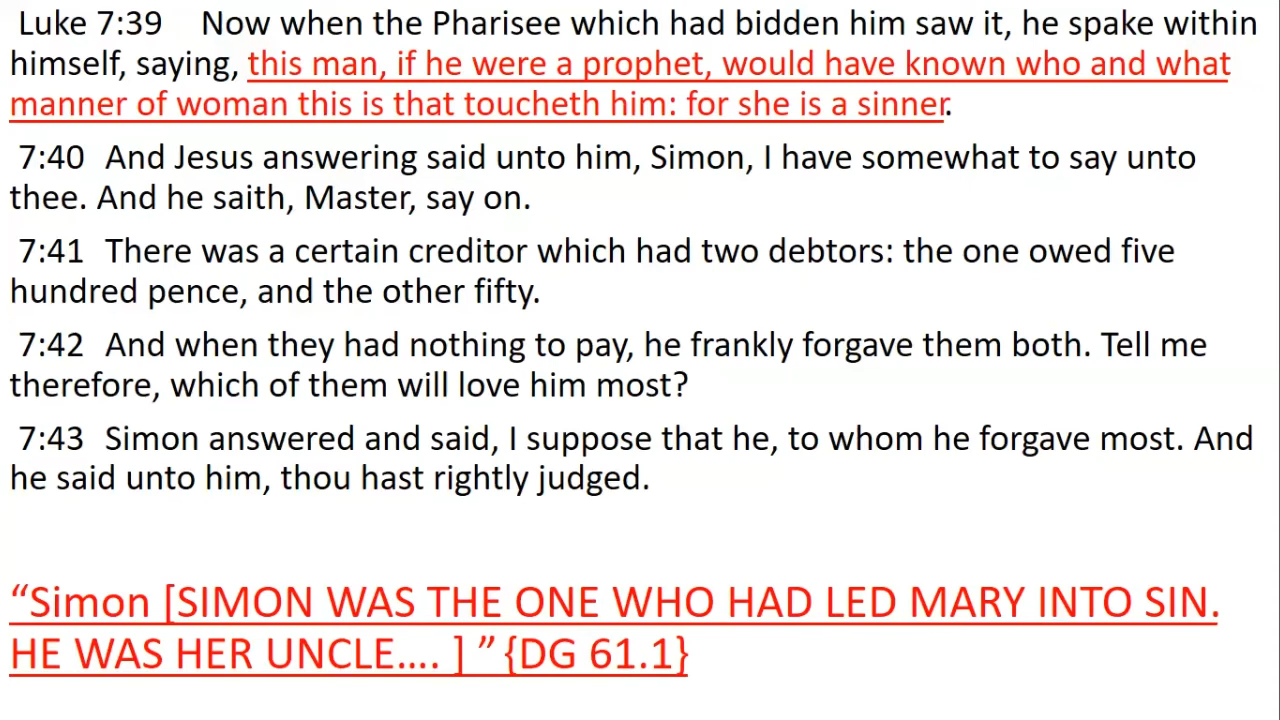 Luke 7:39 Now when the Pharisee which had bidden him saw it, he spake within
himself, saying, this man, if he were a prophet, would have known who and what
manner of woman this is that toucheth him: for she is a sinner.
7:40 And Jesus answering said unto him, Simon, I have somewhat to say unto
thee. And he saith, Master, say on.
7:41 There was a certain creditor which had two debtors: the one owed five
hundred pence, and the other fifty.
7:42 And when they had nothing to pay, he frankly forgave them both. Tell me
therefore, which of them will love him most?
7:43 Simon answered and said, I suppose that he, to whom he forgave most. And
he said unto him, thou hast rightly judged.
“Simon [SIMON WAS THE ONE WHO HAD LED MARY INTO SIN.
HE WAS HER UNCLE…. ] ” {DG 61.1}